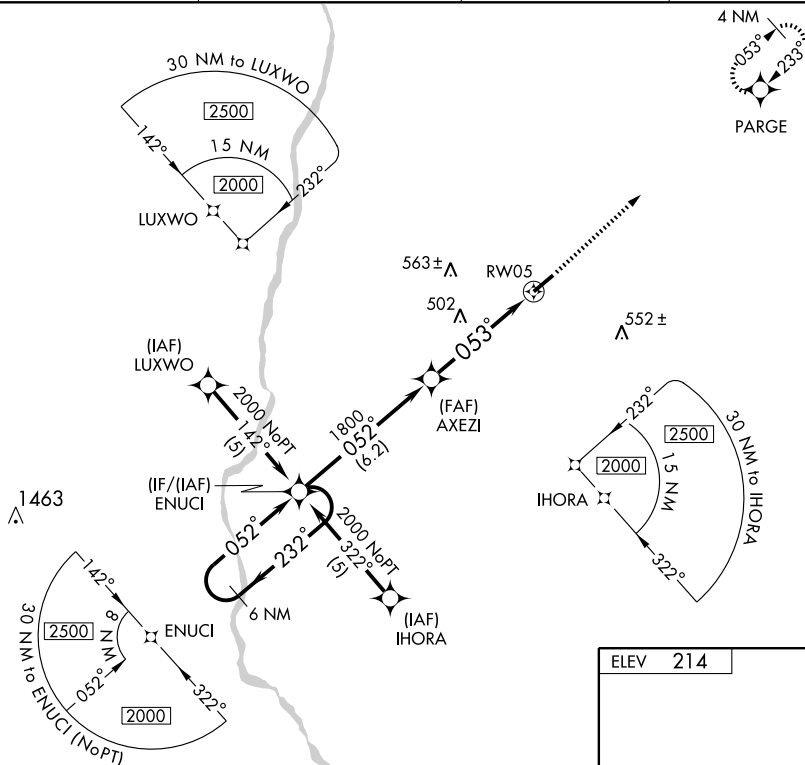 4 NM
053°
233°
PARGE
30 NM to LUXWO
2500
142°
15 NM
2000
232°
LUXWO
563±
RW05
502
552±
053°
(IAF)
LUXWO
2000 NoPT
142°
(5)
(FAF)
AXEZI
1800
052°
(6.2)
232°
2500
30 NM to IHORA
2000
15 NM
IHORA
322°
(IF/(IAF)
ENUCI
1463
052°
232°
2000 NoPT
322°
(5)
6 NM
(IAF)
IHORA
142°
2500
8 NM
ENUCI
052°
322°
2000
30 NM to ENUCI (NoPT)
ELEV 214